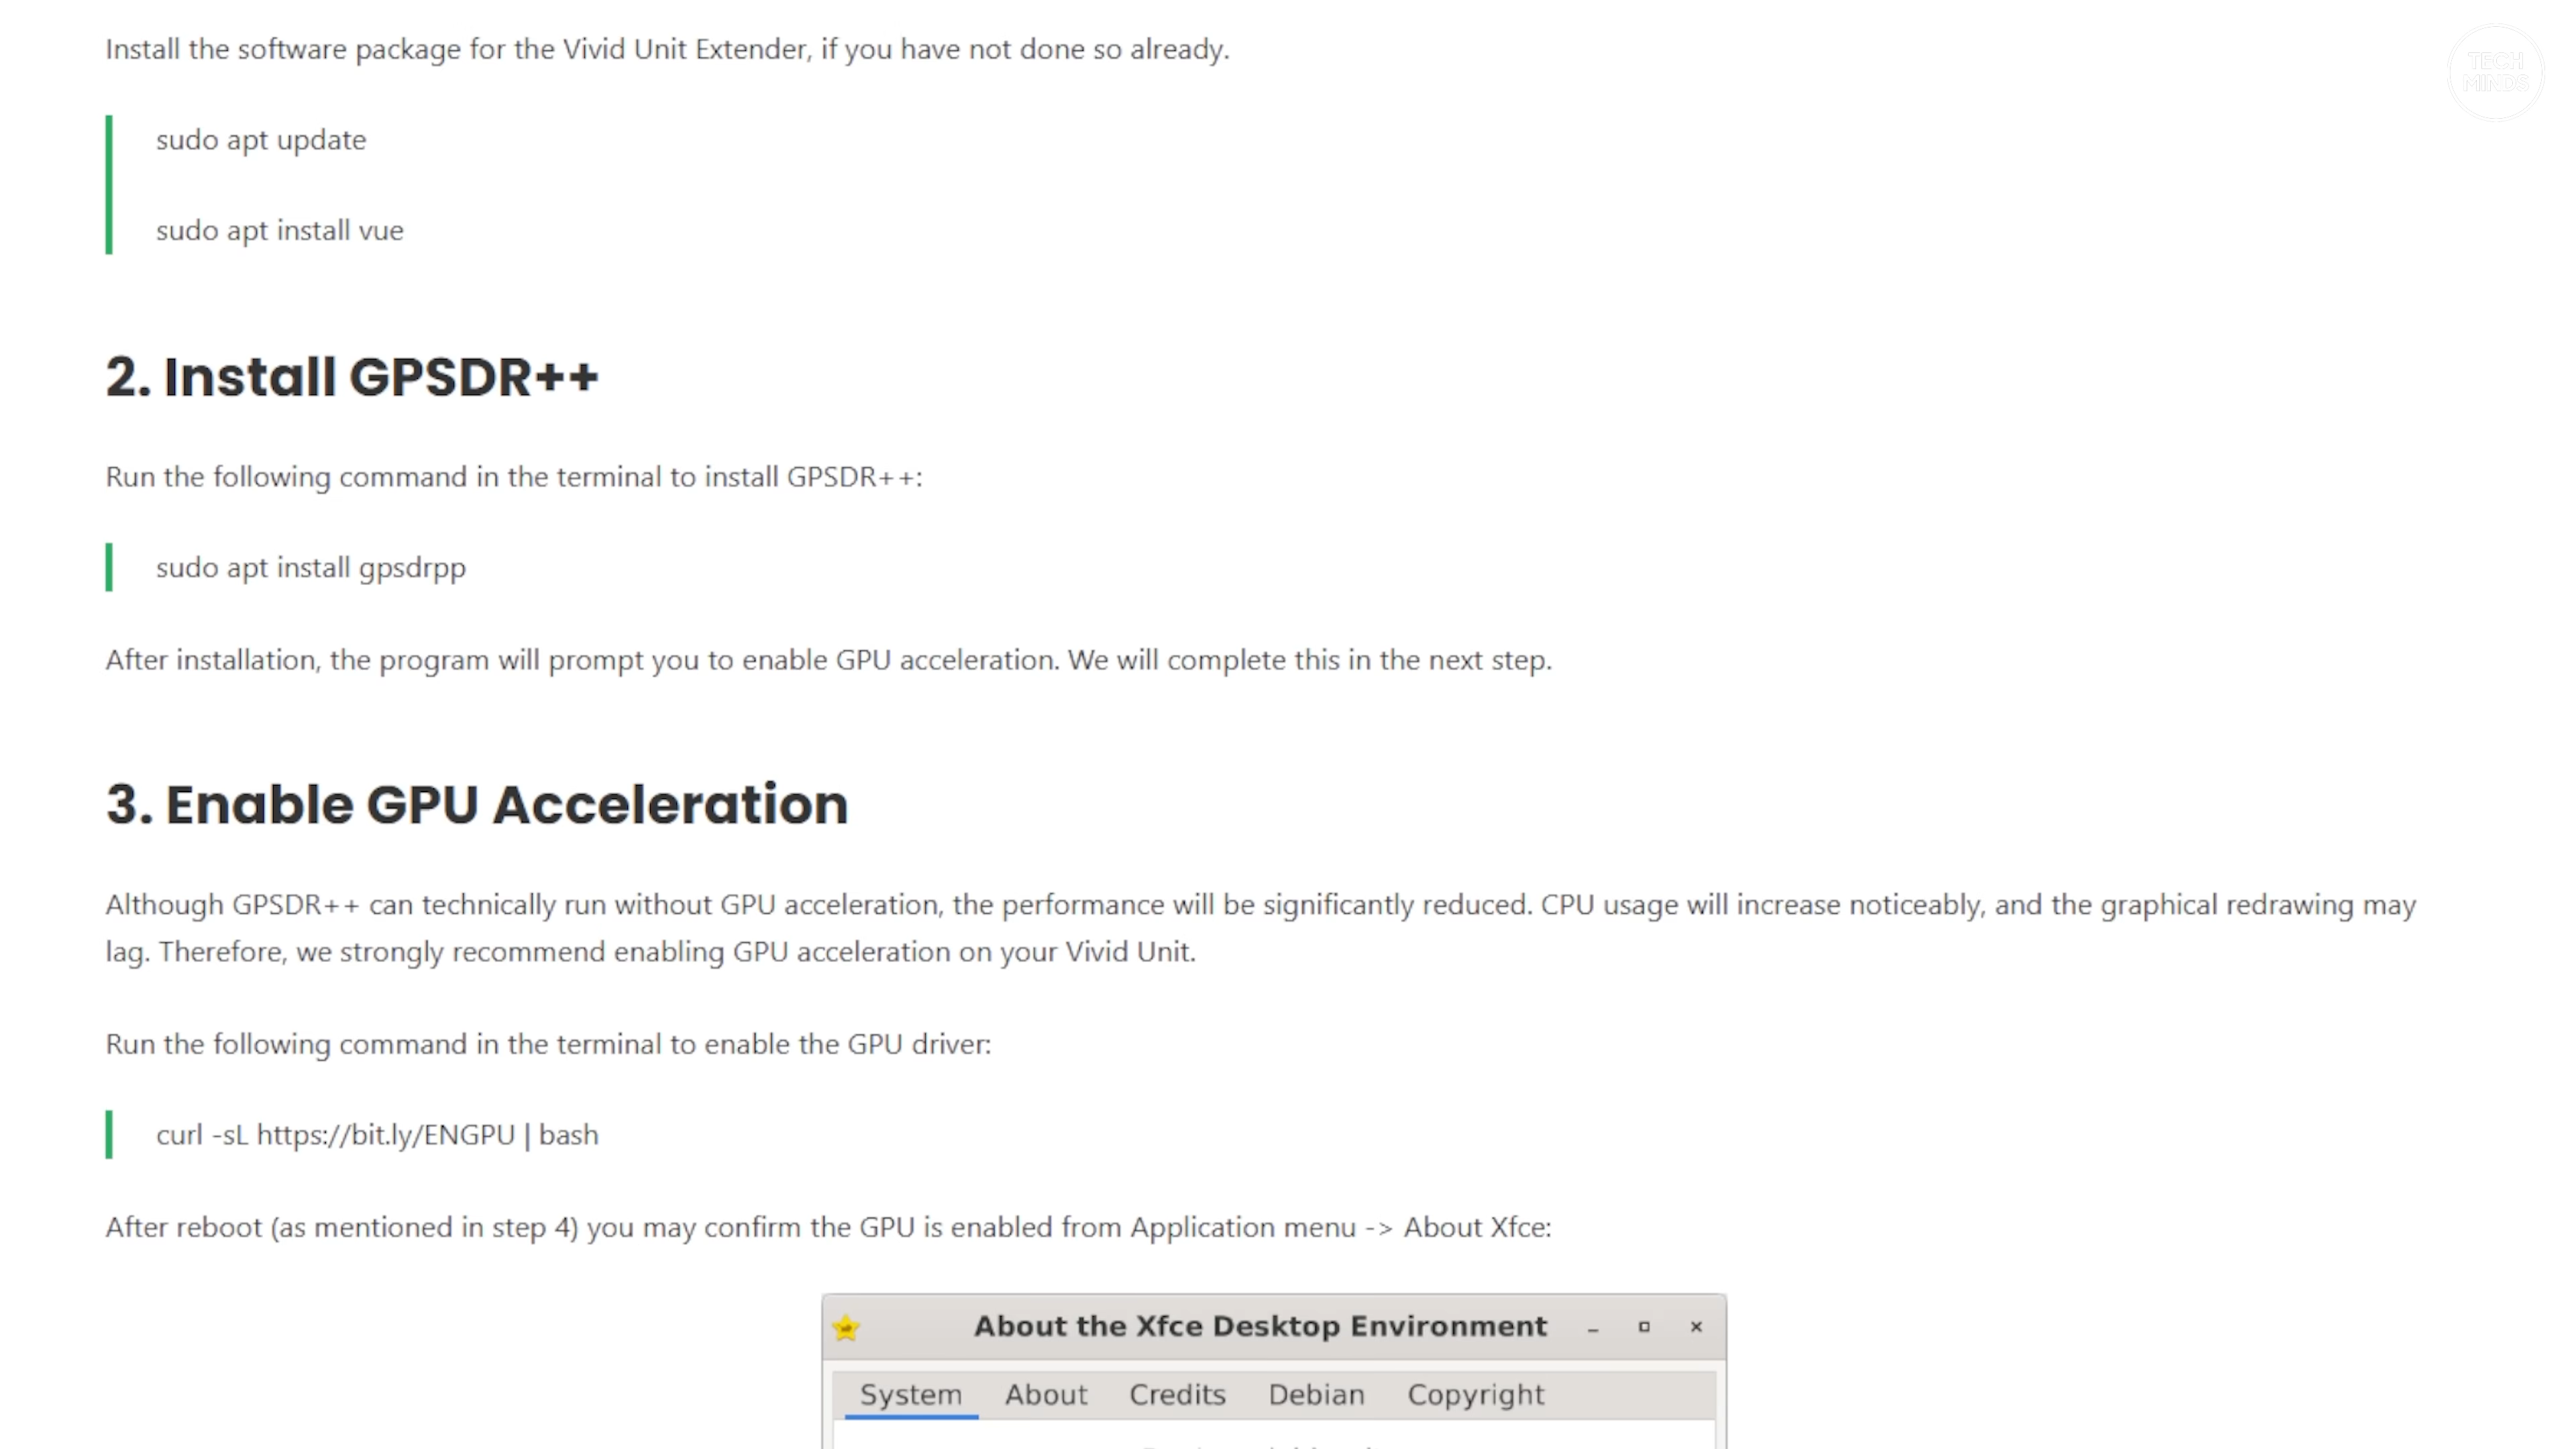 Install the software package for the Vivid Unit Extender, if you have not done so already.
TECH
MINDS
sudo apt update
sudo apt install vue
2. Install GPSDR++
Run the following command in the terminal to install GPSDR++:
sudo apt install gpsdrpp
After installation, the program will prompt you to enable GPU acceleration. We will complete this in the next step.
3. Enable GPU Acceleration
Although GPSDR++ can technically run without GPU acceleration, the performance will be significantly reduced. CPU usage will increase noticeably, and the graphical redrawing may
lag. Therefore, we strongly recommend enabling GPU acceleration on your Vivid Unit.
Run the following command in the terminal to enable the GPU driver:
curl -sL https://bit.ly/ENGPU | bash
After reboot (as mentioned in step 4) you may confirm the GPU is enabled from Application menu -> About Xfce:
About the Xfce Desktop Environment
System About Credits Debian Copyright